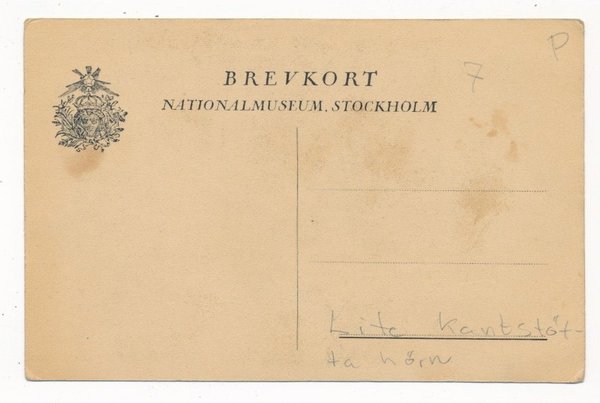 P
7
BREVKORT
NATIONALMUSEUM, STOCKHOLM
Lite Kantstöt-
ta hörn